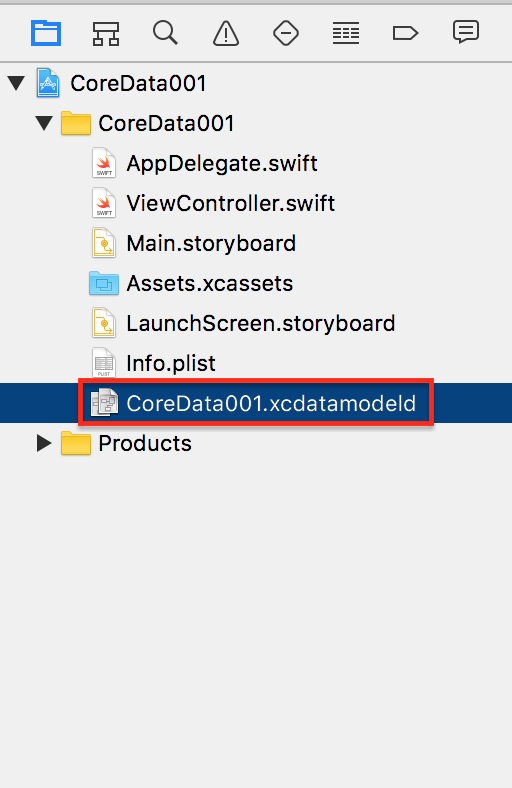 CoreData001
CoreData001
AppDelegate.swift
ViewController.swift
Main.storyboard
Assets.xcassets
LaunchScreen.storyboard
Info.plist
CoreData001.xcdatamodeld
Products